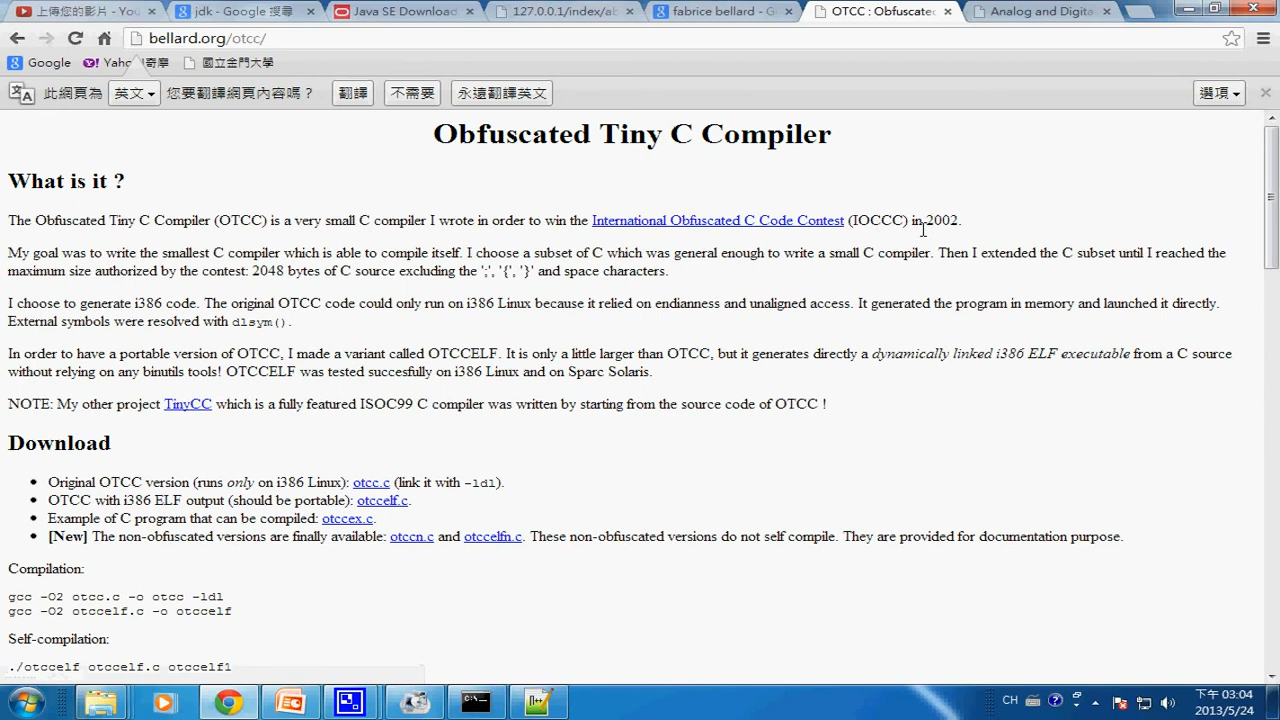 上傳您的影片 - You
jdk - Google 搜尋
Java SE Download
127.0.0.1/index/ab
fabrice bellard - G
OTCC : Obfuscated
Analog and Digita
bellard.org/otcc/
Google
Yahoo!奇摩
國立金門大學
此網頁為 英文 您要翻譯網頁內容嗎？ 翻譯 不需要 永遠翻譯英文 選項
Obfuscated Tiny C Compiler
What is it ?
The Obfuscated Tiny C Compiler (OTCC) is a very small C compiler I wrote in order to win the International Obfuscated C Code Contest (IOCCC) in 2002.
My goal was to write the smallest C compiler which is able to compile itself. I choose a subset of C which was general enough to write a small C compiler. Then I extended the C subset until I reached the
maximum size authorized by the contest: 2048 bytes of C source excluding the ';', '{', '}' and space characters.
I choose to generate i386 code. The original OTCC code could only run on i386 Linux because it relied on endianness and unaligned access. It generated the program in memory and launched it directly.
External symbols were resolved with dlsym().
In order to have a portable version of OTCC, I made a variant called OTCCELF. It is only a little larger than OTCC, but it generates directly a dynamically linked i386 ELF executable from a C source
without relying on any binutils tools! OTCCELF was tested succesfully on i386 Linux and on Sparc Solaris.
NOTE: My other project TinyCC which is a fully featured ISOC99 C compiler was written by starting from the source code of OTCC !
Download
Original OTCC version (runs only on i386 Linux): otcc.c (link it with -ldl).
OTCC with i386 ELF output (should be portable): otccelf.c.
Example of C program that can be compiled: otccex.c.
[New] The non-obfuscated versions are finally available: otccn.c and otccelfn.c. These non-obfuscated versions do not self compile. They are provided for documentation purpose.
Compilation:
gcc -O2 otcc.c -o otcc -ldl
gcc -O2 otccelf.c -o otccelf
Self-compilation:
./otccelf otccelf.c otccelf1
CH
下午 03:04
2013/5/24